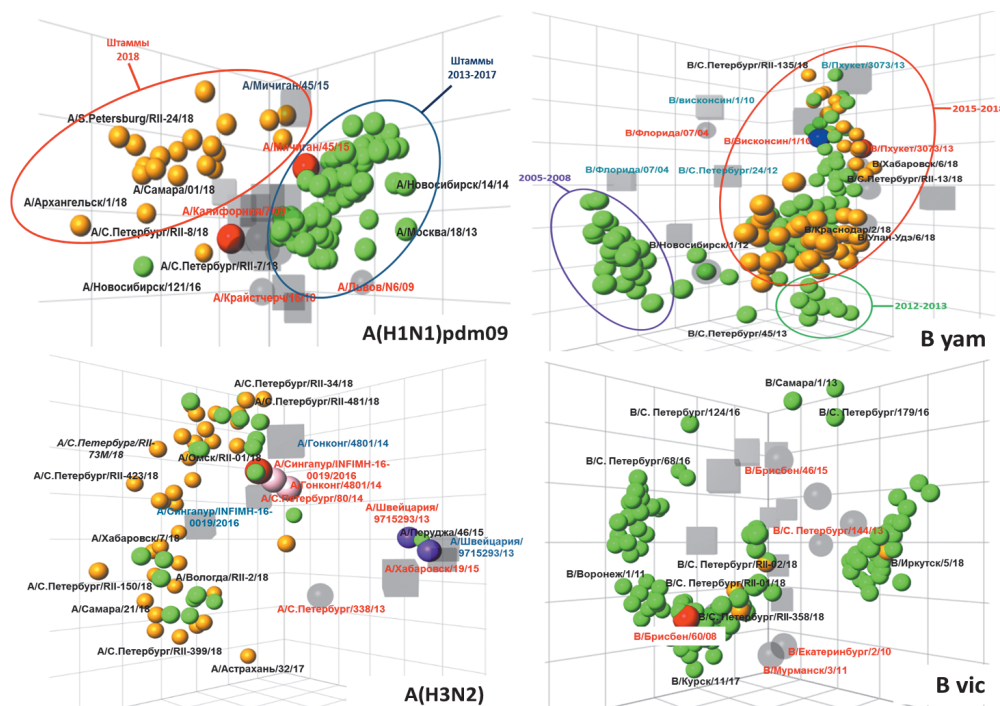 Штаммы
2018
Штаммы
2013-2017
A/Мичиган/45/15
A/S.Petersburg/RII-24/18
A/Мичиган/45/15
A/Самара/01/18
A/Новосибирск/14/14
A/Архангельск/1/18
A/Калифорния/7/09
A/С.Петербург/RII-8/18
A/Москва/18/13
A/С.Петербург/RII-7/18
A/Новосибирск/121/16
A/Львов/N6/09
A/Крайстчерч/16/10
A(H1N1)pdm09
B/С.Петербург/RII-135/18
B/Пхукет/3073/13
B/висконсин/1/10
2015-2018
B/Флорида/07/04
B/Висконсин/1/10
B/Пхукет/3073/13
B/Хабаровск/6/18
B/Флорида/07/04
B/С.Петербург/24/12
B/С.Петербург/RII-13/18
2005-2008
B/Краснодар/2/18
B/Улан-Удэ/6/18
B/Новосибирск/1/12
2012-2013
B/С.Петербург/45/13
B yam
A/С.Петербург/RII-34/18
A/С.Петербург/RII-481/18
A/С.Петербург/RII-
73M/18
A/Гонконг/4801/14
A/Омск/RII-01/18
A/Сингапур/INFIMH-16-
0019/2016
A/С.Петербург/RII-423/18
A/Гонконг/4801/14
A/С.Петербург/80/14
A/Сингапур/INFIMH-16-
0019/2016
A/Швейцария/
9715293/13
A/Перуджа/46/15
A/Хабаровск/7/18
A/Швейцария/
9715293/13
A/Хабаровск/19/15
A/С.Петербург/RII-150/18
A/Вологда/RII-2/18
A/Самара/21/18
A/С.Петербург/338/13
A/С.Петербург/RII-399/18
A/Астрахань/32/17
A(H3N2)
B/Самара/1/13
B/С. Петербург/124/16
B/С. Петербург/179/16
B/С. Петербург/68/16
B/Брисбен/46/15
B/С. Петербург/144/13
B/С. Петербург/RII-02/18
B/Иркутск/5/18
B/Воронеж/1/11
B/С. Петербург/RII-01/18
B/С. Петербург/RII-358/18
B/Брисбен/60/08
B/Екатеринбург/2/10
B/Мурманск/3/11
B/Курск/11/17
B vic